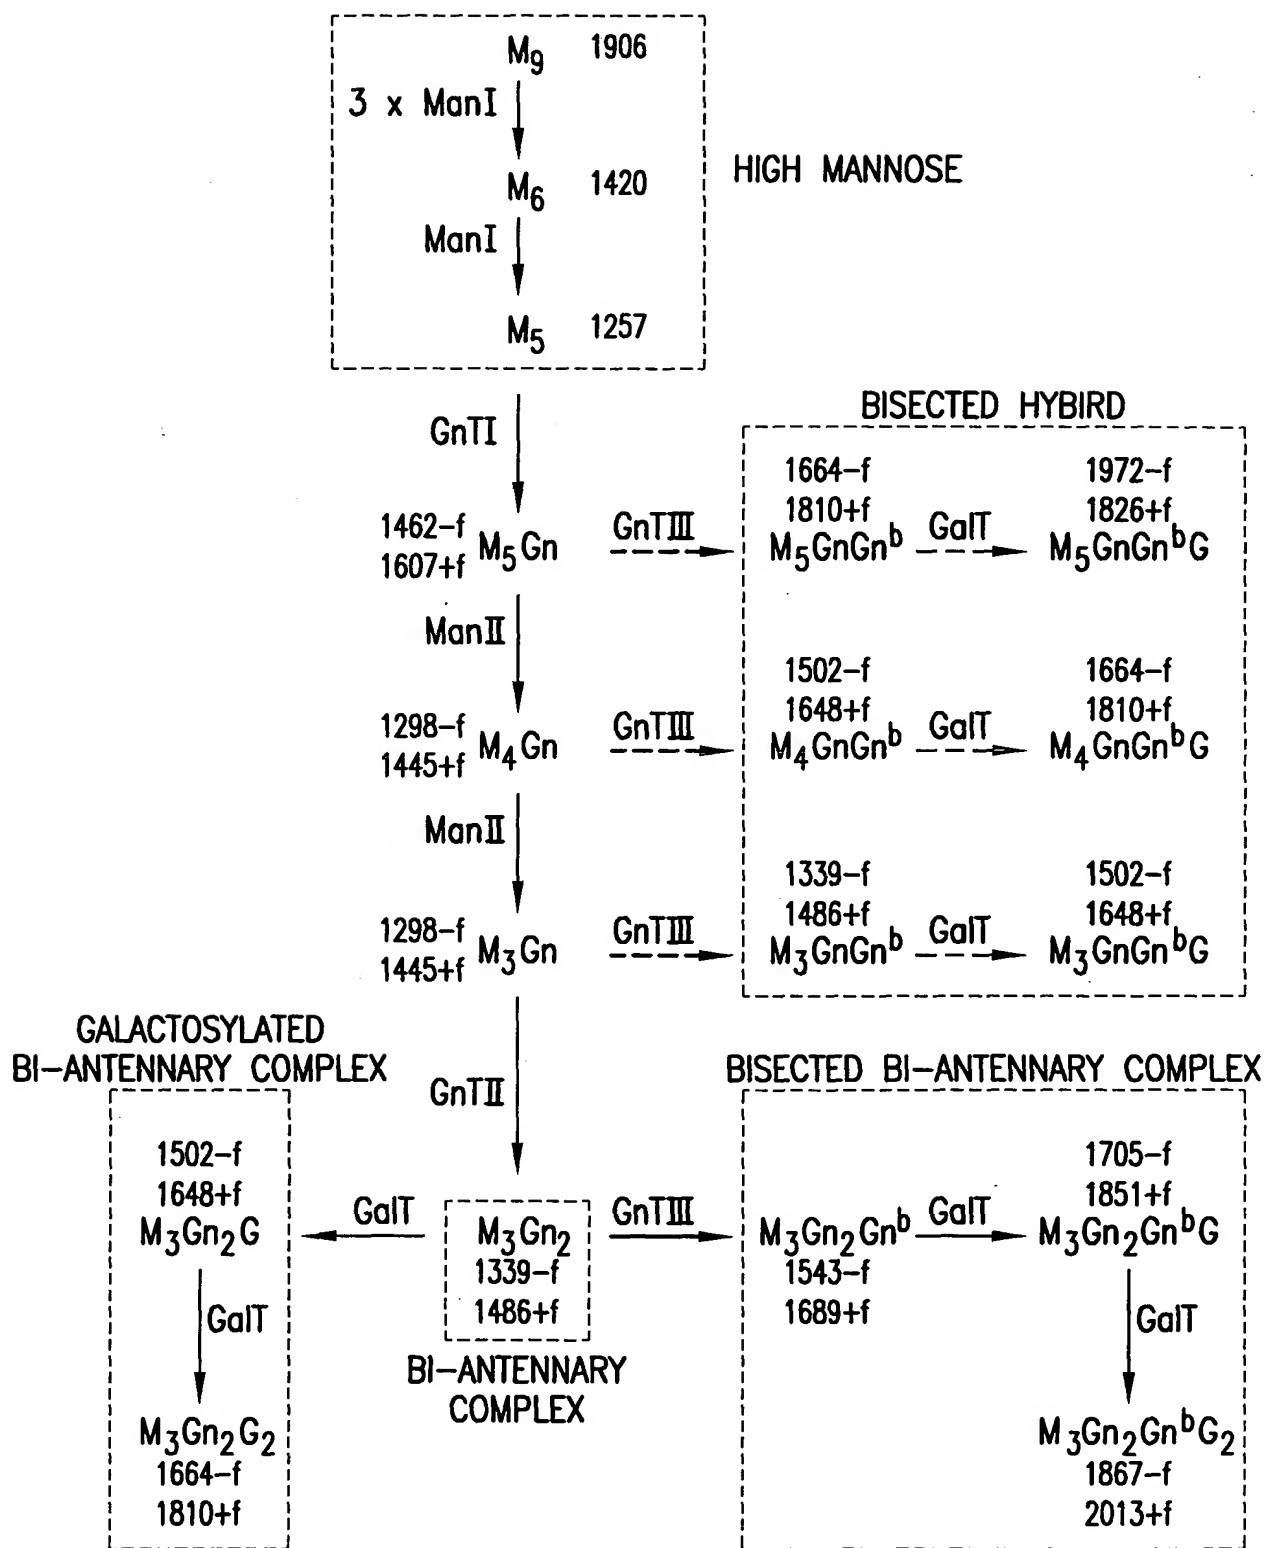 M9 1906
3 x ManI
HIGH MANNOSE
M6 1420
ManI
M5 1257
BISECTED HYBIRD
GnTI
1664-f 1972-f
1810+f 1826+f
1462-f
1607+f
M5Gn GnTIII M5GnGnb GalT M5GnGnbG
ManII
1502-f 1664-f
1648+f 1810+f
1298-f
1445+f
M4Gn GnTIII M4GnGnb GalT M4GnGnbG
ManII
1339-f 1502-f
1486+f 1648+f
1298-f
1445+f
M3Gn GnTIII M3GnGnb GalT M3GnGnbG
GALACTOSYLATED
BI-ANTENNARY COMPLEX
BISECTED BI-ANTENNARY COMPLEX
GnTII
1502-f
1648+f
1705-f
1851+f
M3Gn2G GalT M3Gn2 GnTIII M3Gn2Gnb GalT M3Gn2GnbG
1339-f
1486+f
1543-f
1689+f
GalT
GalT
BI-ANTENNARY
COMPLEX
M3Gn2G2
1664-f
1810+f
M3Gn2GnbG2
1867-f
2013+f